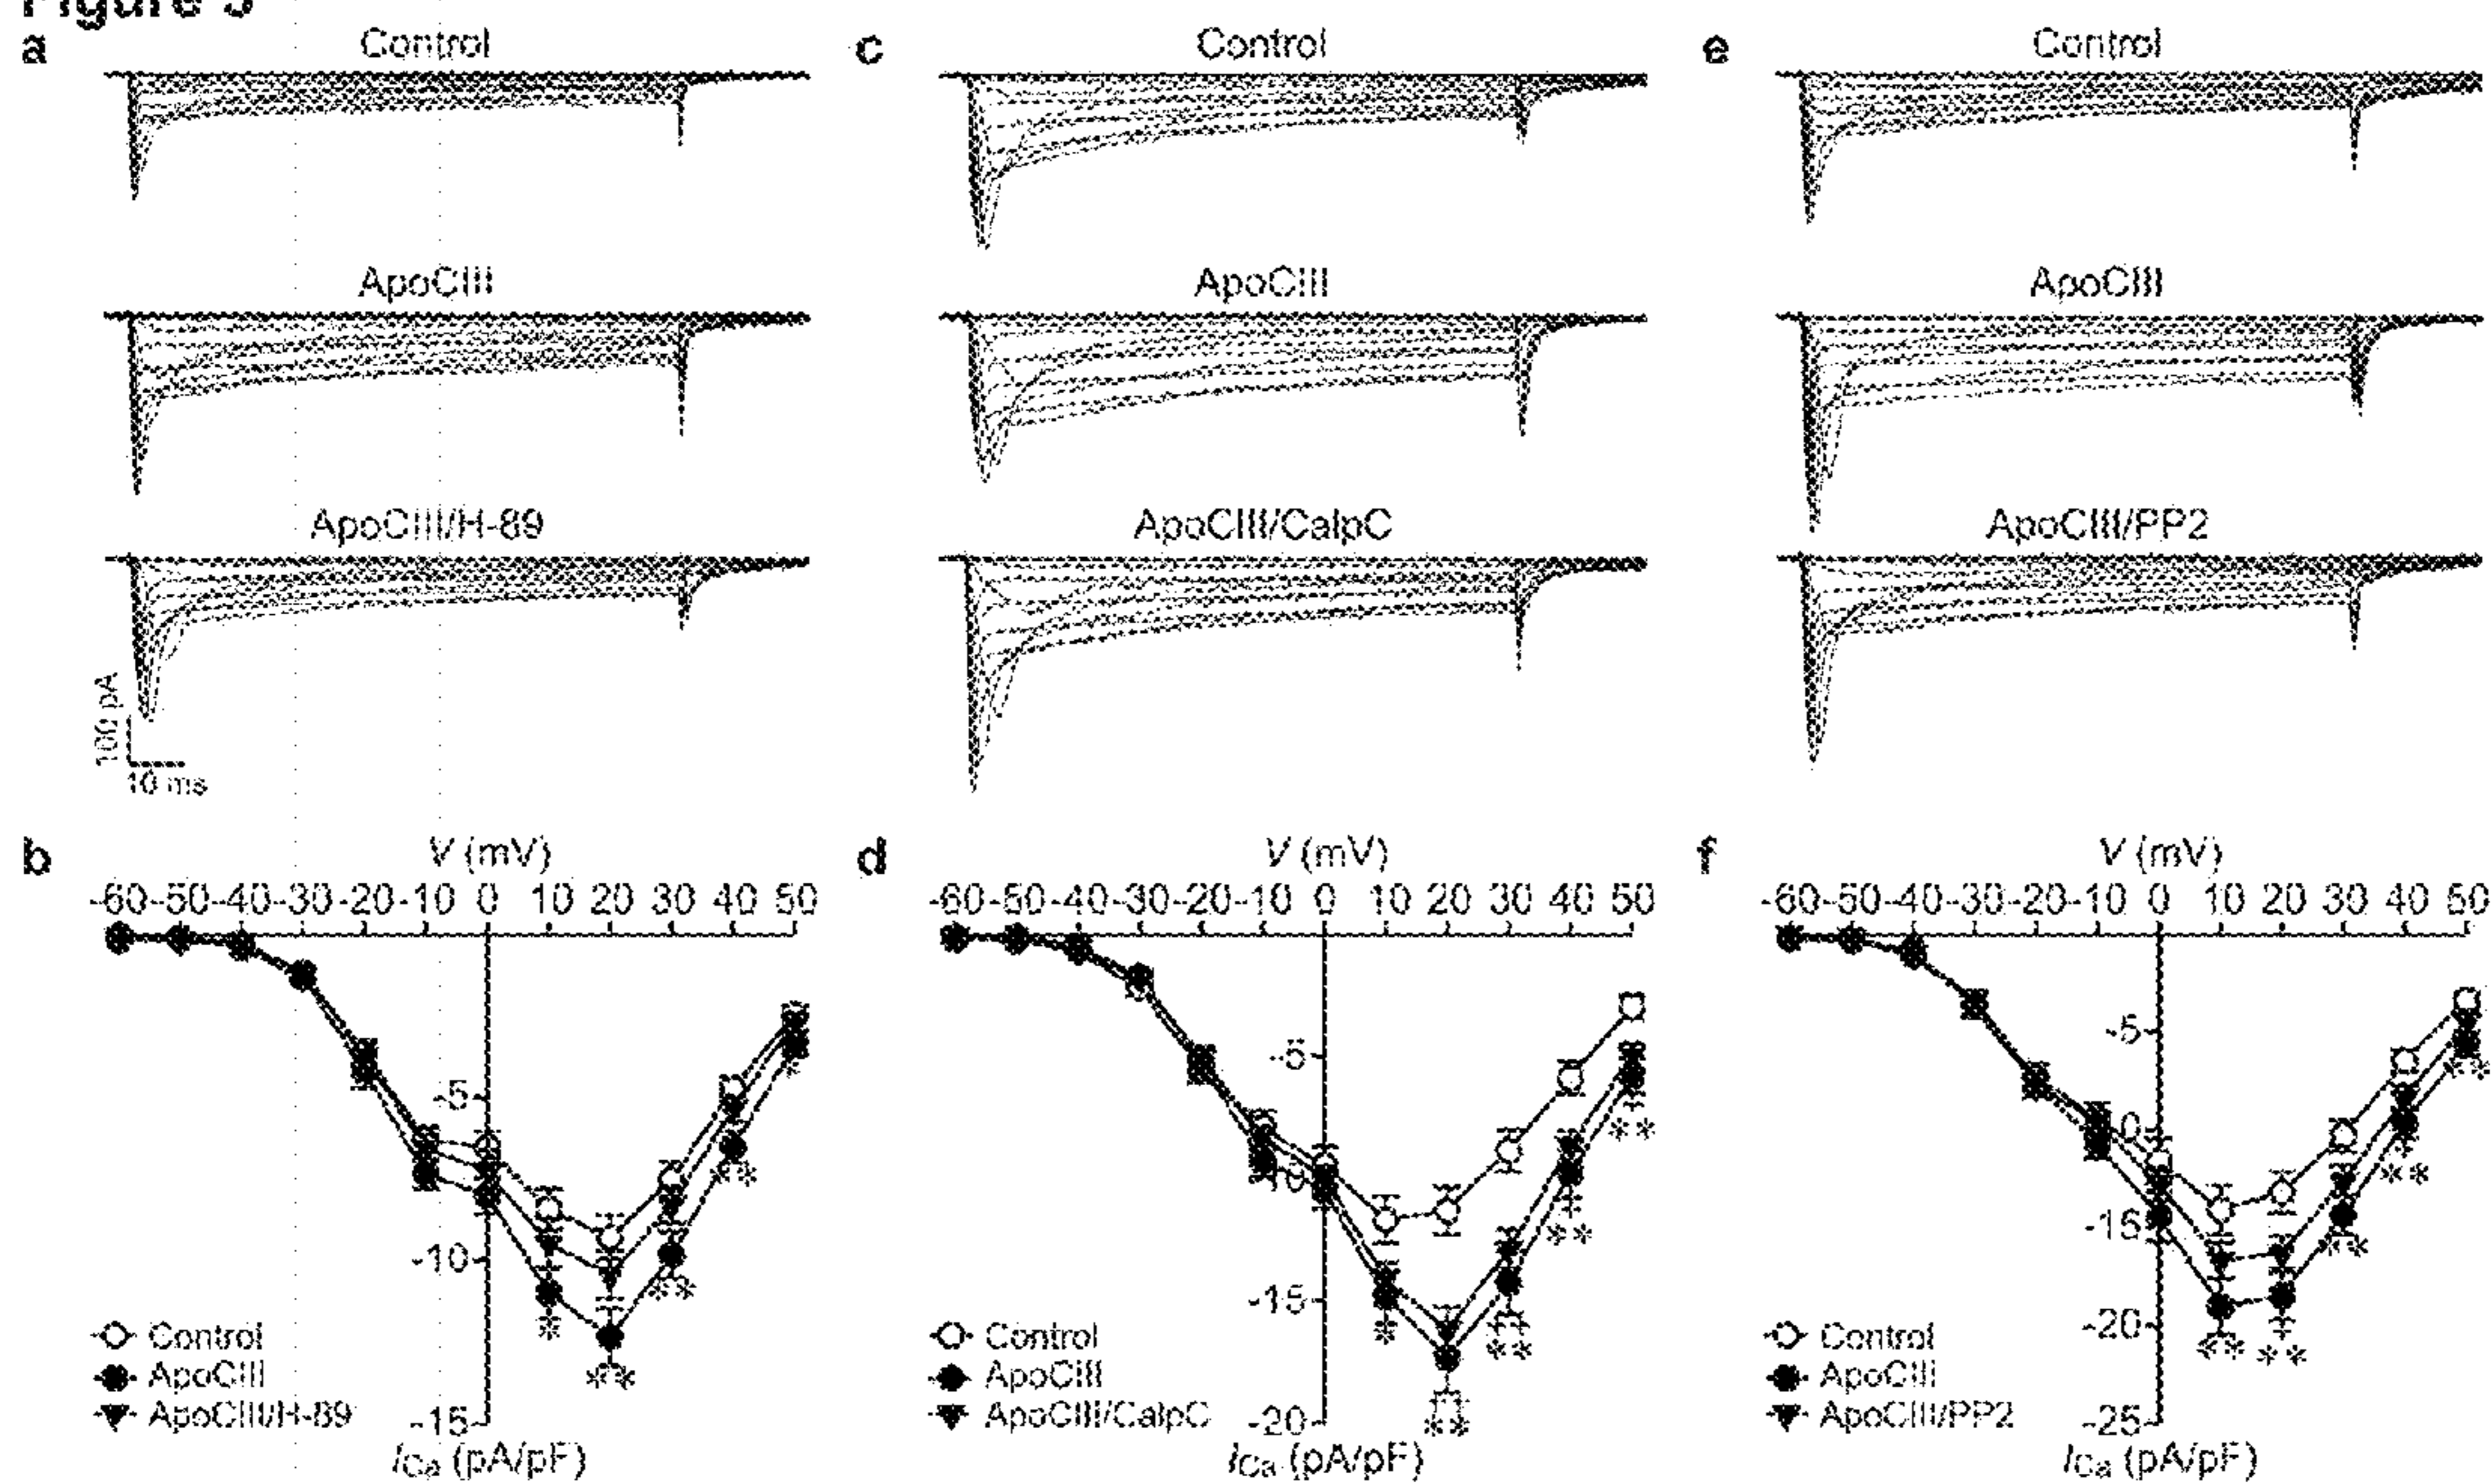 Figure 5
a
Control
ApoCIII
ApoCIII/H-89
100 pA
10 ms
c
Control
ApoCIII
ApoCIII/CalpC
e
Control
ApoCIII
ApoCIII/PP2
b
V (mV)
-60 -50 -40 -30 -20 -10 0 10 20 30 40 50
-5
-10
-15
* ** ** ** *
Control
ApoCIII
ApoCIII/H-89
ICa (pA/pF)
d
V (mV)
-60 -50 -40 -30 -20 -10 0 10 20 30 40 50
-5
-10
-15
-20
* ** ** ** **
Control
ApoCIII
ApoCIII/CalpC
ICa (pA/pF)
f
V (mV)
-60 -50 -40 -30 -20 -10 0 10 20 30 40 50
-5
-10
-15
-20
-25
** ** ** ** **
Control
ApoCIII
ApoCIII/PP2
ICa (pA/pF)